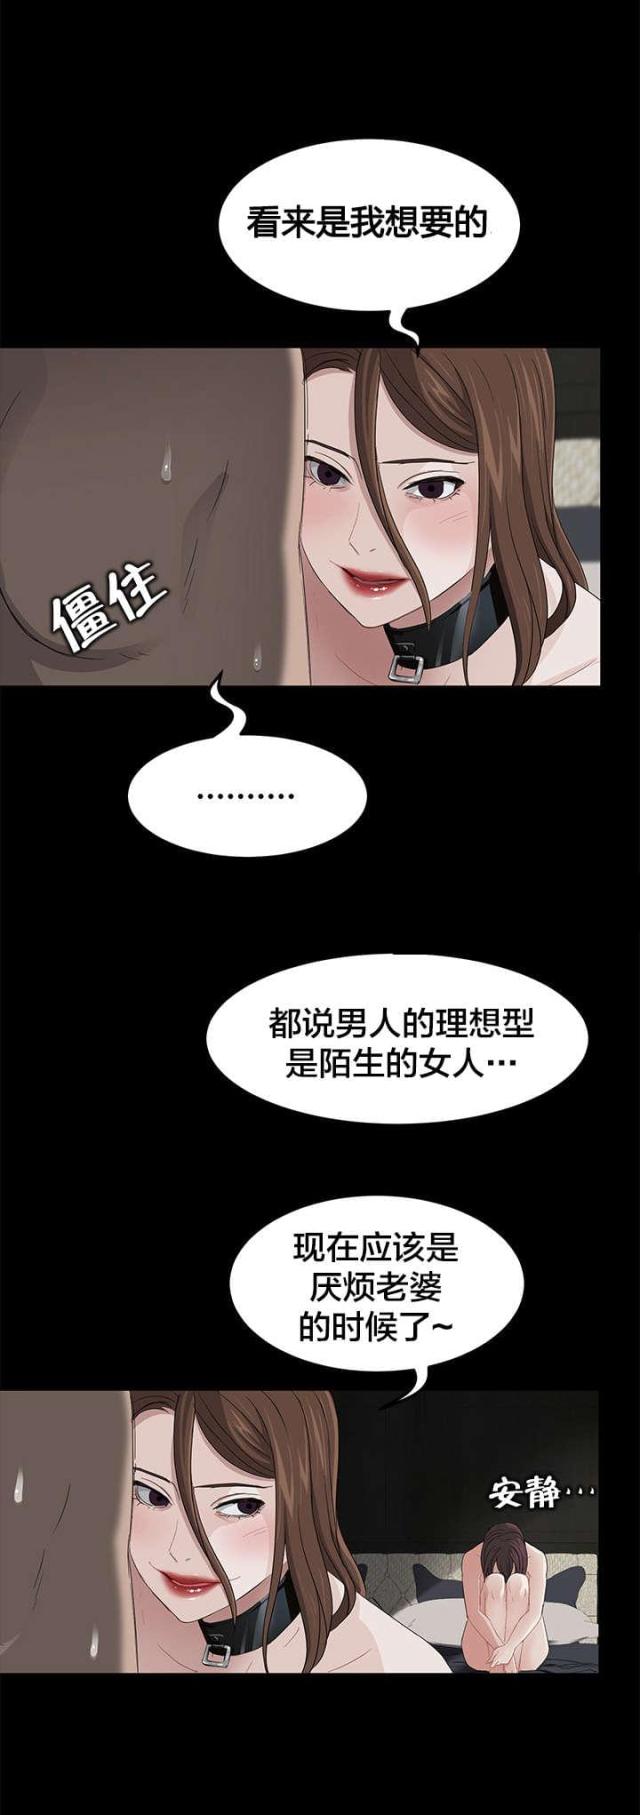 看来是我想要的
僵住
··········
都说男人的理想型
是陌生的女人···
现在应该是
厌烦老婆
的时候了~
安静···